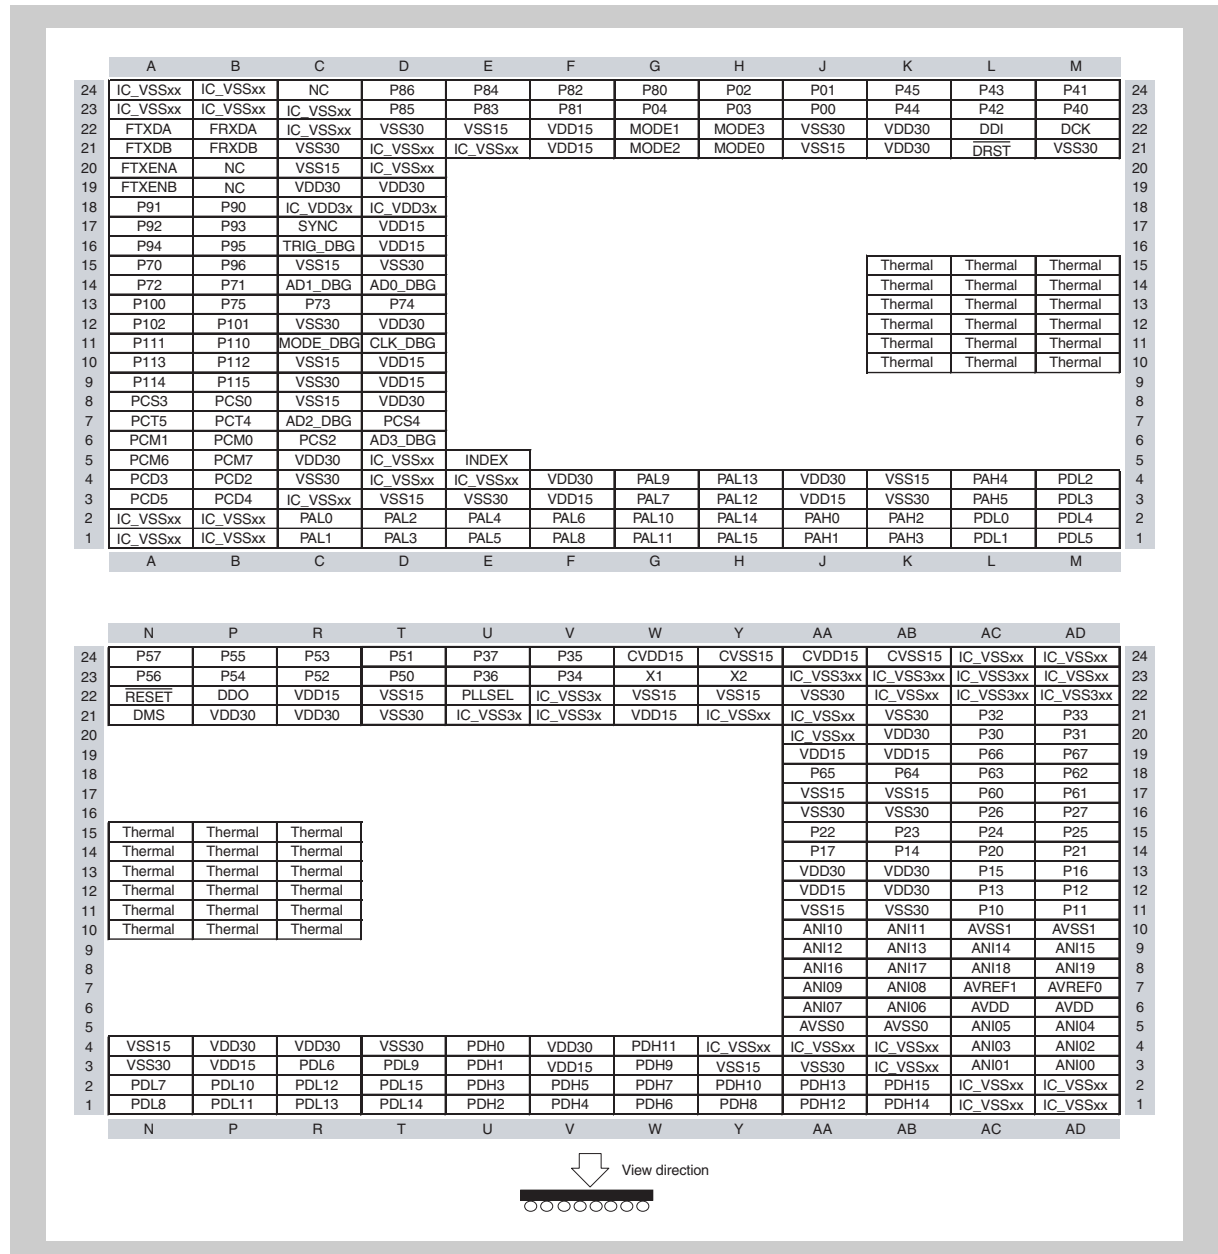 A B C D E F G H J K L M
24 IC_VSSxx IC_VSSxx NC P86 P84 P82 P80 P02 P01 P45 P43 P41 24
23 IC_VSSxx IC_VSSxx IC_VSSxx P85 P83 P81 P04 P03 P00 P44 P42 P40 23
22 FTXDA FRXDA IC_VSSxx VSS30 VSS15 VDD15 MODE1 MODE3 VSS30 VDD30 DDI DCK 22
21 FTXDB FRXDB VSS30 IC_VSSxx IC_VSSxx VDD15 MODE2 MODE0 VSS15 VDD30 DRST VSS30 21
20 FTXENA NC VSS15 IC_VSSxx 20
19 FTXENB NC VDD30 VDD30 19
18 P91 P90 IC_VDD3x IC_VDD3x 18
17 P92 P93 SYNC VDD15 17
16 P94 P95 TRIG_DBG VDD15 16
15 P70 P96 VSS15 VSS30 Thermal Thermal Thermal 15
14 P72 P71 AD1_DBG AD0_DBG Thermal Thermal Thermal 14
13 P100 P75 P73 P74 Thermal Thermal Thermal 13
12 P102 P101 VSS30 VDD30 Thermal Thermal Thermal 12
11 P111 P110 MODE_DBG CLK_DBG Thermal Thermal Thermal 11
10 P113 P112 VSS15 VDD15 Thermal Thermal Thermal 10
9 P114 P115 VSS30 VDD15 9
8 PCS3 PCS0 VSS15 VDD30 8
7 PCT5 PCT4 AD2_DBG PCS4 7
6 PCM1 PCM0 PCS2 AD3_DBG 6
5 PCM6 PCM7 VDD30 IC_VSSxx INDEX 5
4 PCD3 PCD2 VSS30 IC_VSSxx IC_VSSxx VDD30 PAL9 PAL13 VDD30 VSS15 PAH4 PDL2 4
3 PCD5 PCD4 IC_VSSxx VSS15 VSS30 VDD15 PAL7 PAL12 VDD15 VSS30 PAH5 PDL3 3
2 IC_VSSxx IC_VSSxx PAL0 PAL2 PAL4 PAL6 PAL10 PAL14 PAH0 PAH2 PDL0 PDL4 2
1 IC_VSSxx IC_VSSxx PAL1 PAL3 PAL5 PAL8 PAL11 PAL15 PAH1 PAH3 PDL1 PDL5 1
A B C D E F G H J K L M
N P R T U V W Y AA AB AC AD
24 P57 P55 P53 P51 P37 P35 CVDD15 CVSS15 CVDD15 CVSS15 IC_VSSxx IC_VSSxx 24
23 P56 P54 P52 P50 P36 P34 X1 X2 IC_VSS3xx IC_VSS3xx IC_VSS3xx IC_VSSxx 23
22 RESET DDO VDD15 VSS15 PLLSEL IC_VSS3x VSS15 VSS15 VSS30 IC_VSSxx IC_VSS3xx IC_VSS3xx 22
21 DMS VDD30 VDD30 VSS30 IC_VSS3x IC_VSS3x VDD15 IC_VSSxx IC_VSSxx VSS30 P32 P33 21
20 IC_VSSxx VDD30 P30 P31 20
19 VDD15 VDD15 P66 P67 19
18 P65 P64 P63 P62 18
17 VSS15 VSS15 P60 P61 17
16 VSS30 VSS30 P26 P27 16
15 Thermal Thermal Thermal P22 P23 P24 P25 15
14 Thermal Thermal Thermal P17 P14 P20 P21 14
13 Thermal Thermal Thermal VDD30 VDD30 P15 P16 13
12 Thermal Thermal Thermal VDD15 VDD30 P13 P12 12
11 Thermal Thermal Thermal VSS15 VSS30 P10 P11 11
10 Thermal Thermal Thermal ANI10 ANI11 AVSS1 AVSS1 10
9 ANI12 ANI13 ANI14 ANI15 9
8 ANI16 ANI17 ANI18 ANI19 8
7 ANI09 ANI08 AVREF1 AVREF0 7
6 ANI07 ANI06 AVDD AVDD 6
5 AVSS0 AVSS0 ANI05 ANI04 5
4 VSS15 VDD30 VDD30 VSS30 PDH0 VDD30 PDH11 IC_VSSxx IC_VSSxx IC_VSSxx ANI03 ANI02 4
3 VSS30 VDD15 PDL6 PDL9 PDH1 VDD15 PDH9 VSS15 VSS30 IC_VSSxx ANI01 ANI00 3
2 PDL7 PDL10 PDL12 PDL15 PDH3 PDH5 PDH7 PDH10 PDH13 PDH15 IC_VSSxx IC_VSSxx 2
1 PDL8 PDL11 PDL13 PDL14 PDH2 PDH4 PDH6 PDH8 PDH12 PDH14 IC_VSSxx IC_VSSxx 1
N P R T U V W Y AA AB AC AD
View direction